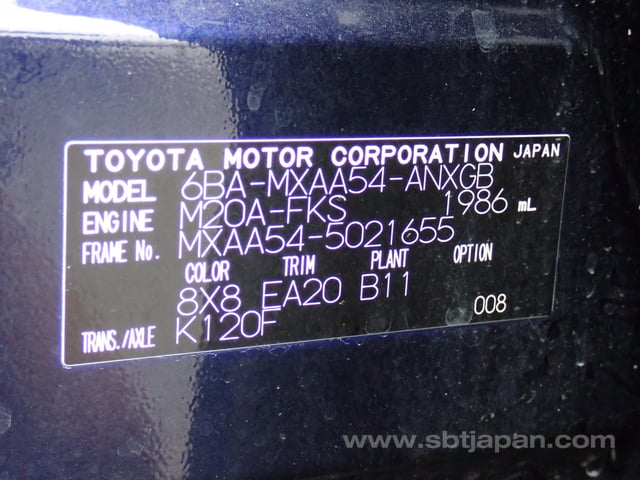 TOYOTA MOTOR CORPORATION JAPAN
MODEL 6BA-MXAA54-ANXGB
ENGINE M20A-FKS 1986 mL
FRAME No. MXAA54-5021655
COLOR TRIM PLANT OPTION
8X8 EA20 B11
TRANS./AXLE K120F 008
www.sbtjapan.com